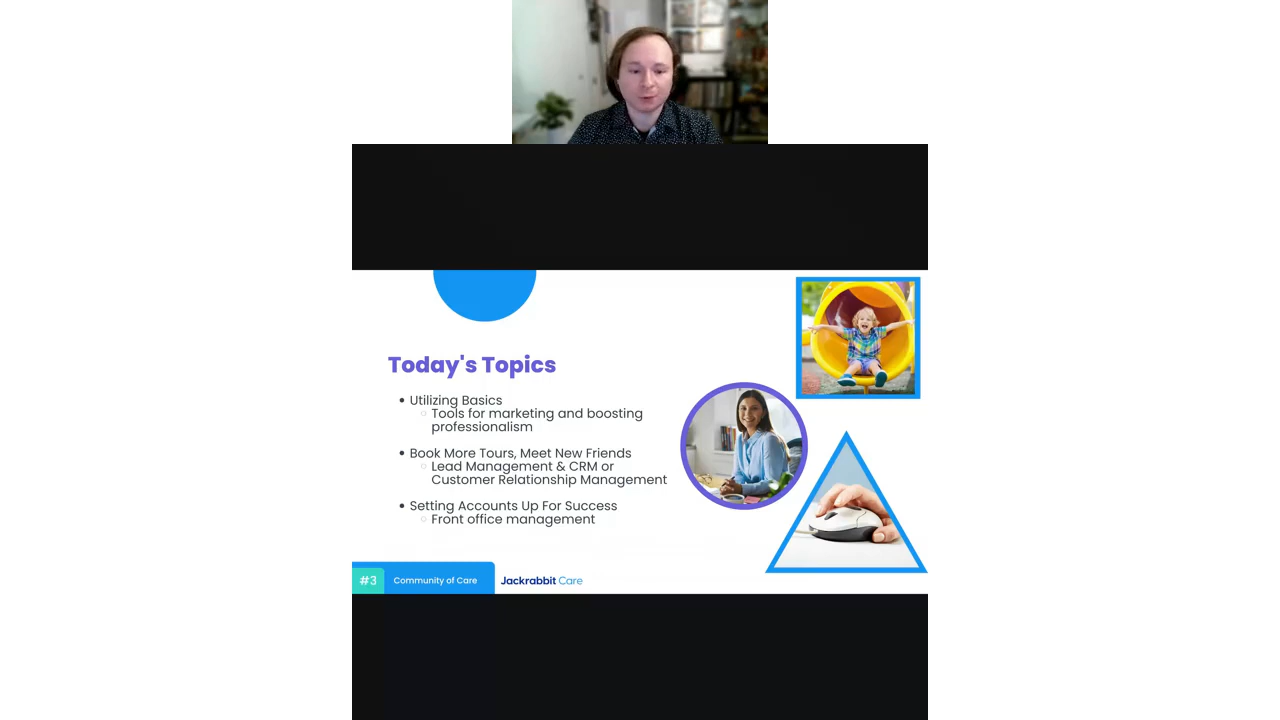 Today's Topics
Utilizing Basics
Tools for marketing and boosting
professionalism
Book More Tours, Meet New Friends
Lead Management & CRM or
Customer Relationship Management
Setting Accounts Up For Success
Front office management
#3 Community of Care Jackrabbit Care